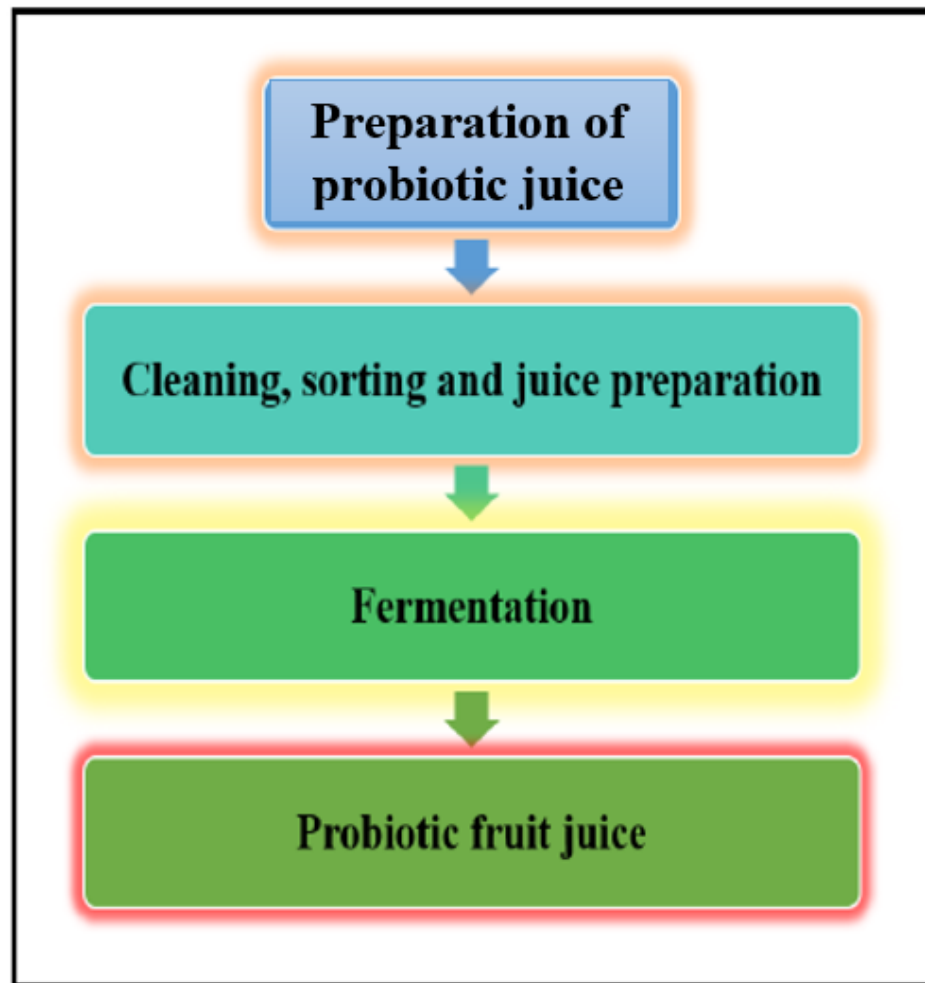 Preparation of
probiotic juice
Cleaning, sorting and juice preparation
Fermentation
Probiotic fruit juice